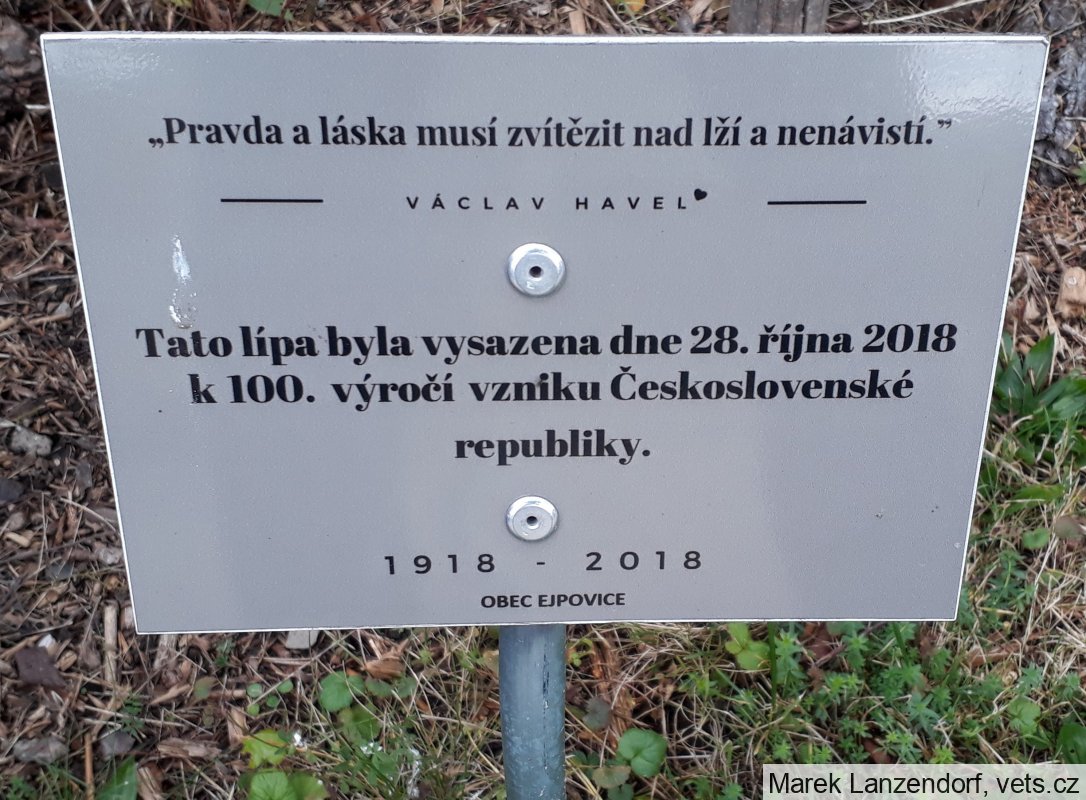 „Pravda a láska musí zvítězit nad lží a nenávistí.”
VÁCLAV HAVEL
Tato lípa byla vysazena dne 28. října 2018
k 100. výročí vzniku Československé
republiky.
1918 - 2018
OBEC EJPOVICE
Marek Lanzendorf, vets.cz